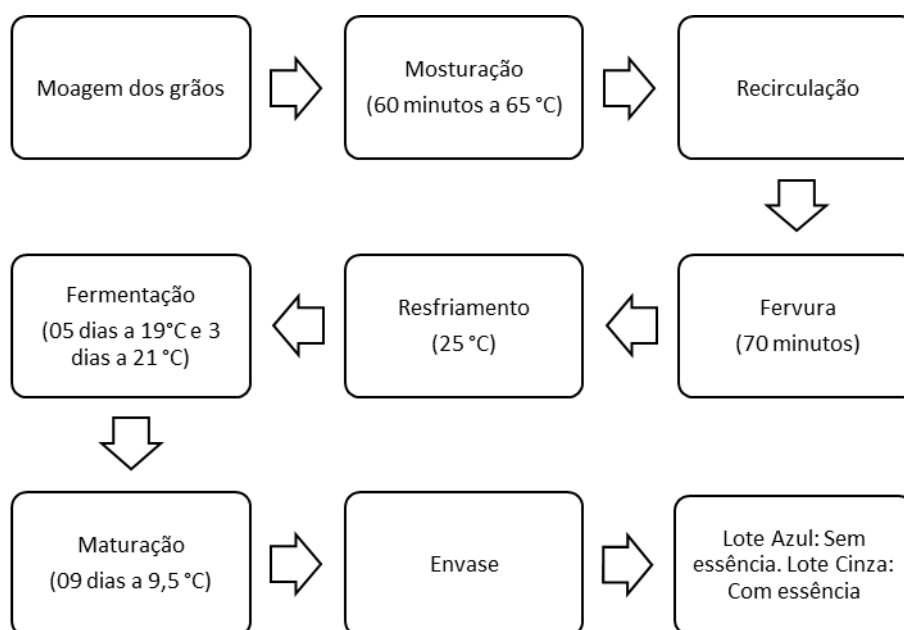 Moagem dos grãos
Mosturação
(60 minutos a 65 °C)
Recirculação
Fervura
(70 minutos)
Resfriamento
(25 °C)
Fermentação
(05 dias a 19°C e 3
dias a 21 °C)
Maturação
(09 dias a 9,5 °C)
Envase
Lote Azul: Sem
essência. Lote Cinza:
Com essência